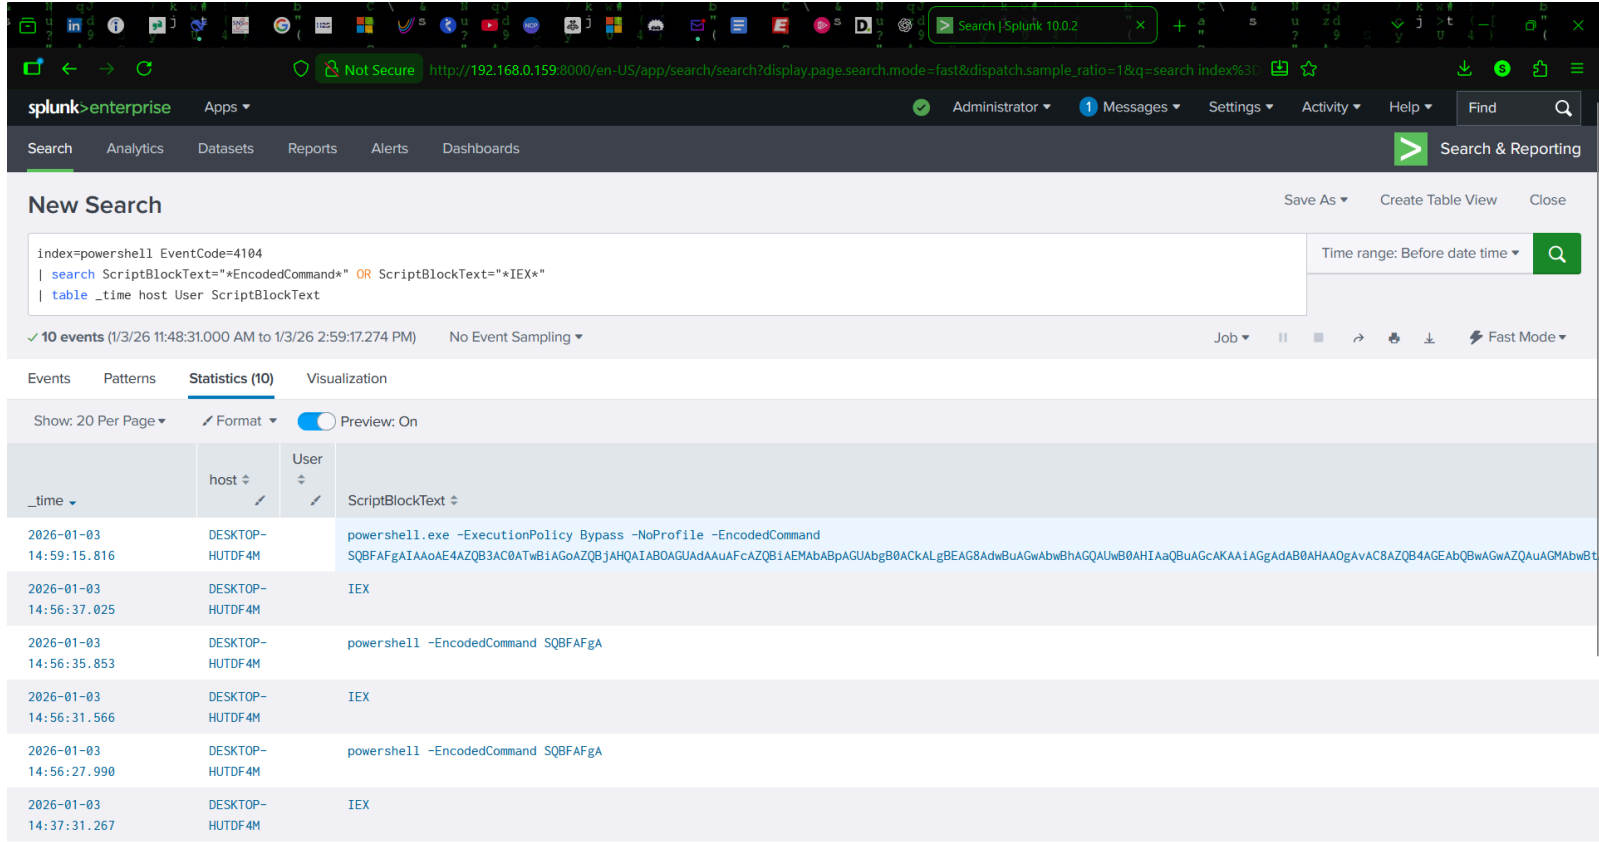 Search | Splunk 10.0.2
Not Secure http://192.168.0.159:8000/en-US/app/search/search?display.page.search.mode=fast&dispatch.sample_ratio=1&q=search index%3D
splunk>enterprise Apps Administrator 1 Messages Settings Activity Help Find
Search Analytics Datasets Reports Alerts Dashboards Search & Reporting
New Search Save As Create Table View Close
index=powershell EventCode=4104 Time range: Before date time
| search ScriptBlockText="*EncodedCommand*" OR ScriptBlockText="*IEX*"
| table _time host User ScriptBlockText
10 events (1/3/26 11:48:31.000 AM to 1/3/26 2:59:17.274 PM) No Event Sampling Job Fast Mode
Events Patterns Statistics (10) Visualization
Show: 20 Per Page Format Preview: On
_time host User ScriptBlockText
2026-01-03 DESKTOP- powershell.exe -ExecutionPolicy Bypass -NoProfile -EncodedCommand
14:59:15.816 HUTDF4M
2026-01-03 DESKTOP- IEX
14:56:37.025 HUTDF4M
2026-01-03 DESKTOP- powershell -EncodedCommand SQBFAFgA
14:56:35.853 HUTDF4M
2026-01-03 DESKTOP- IEX
14:56:31.566 HUTDF4M
2026-01-03 DESKTOP- powershell -EncodedCommand SQBFAFgA
14:56:27.990 HUTDF4M
2026-01-03 DESKTOP- IEX
14:37:31.267 HUTDF4M